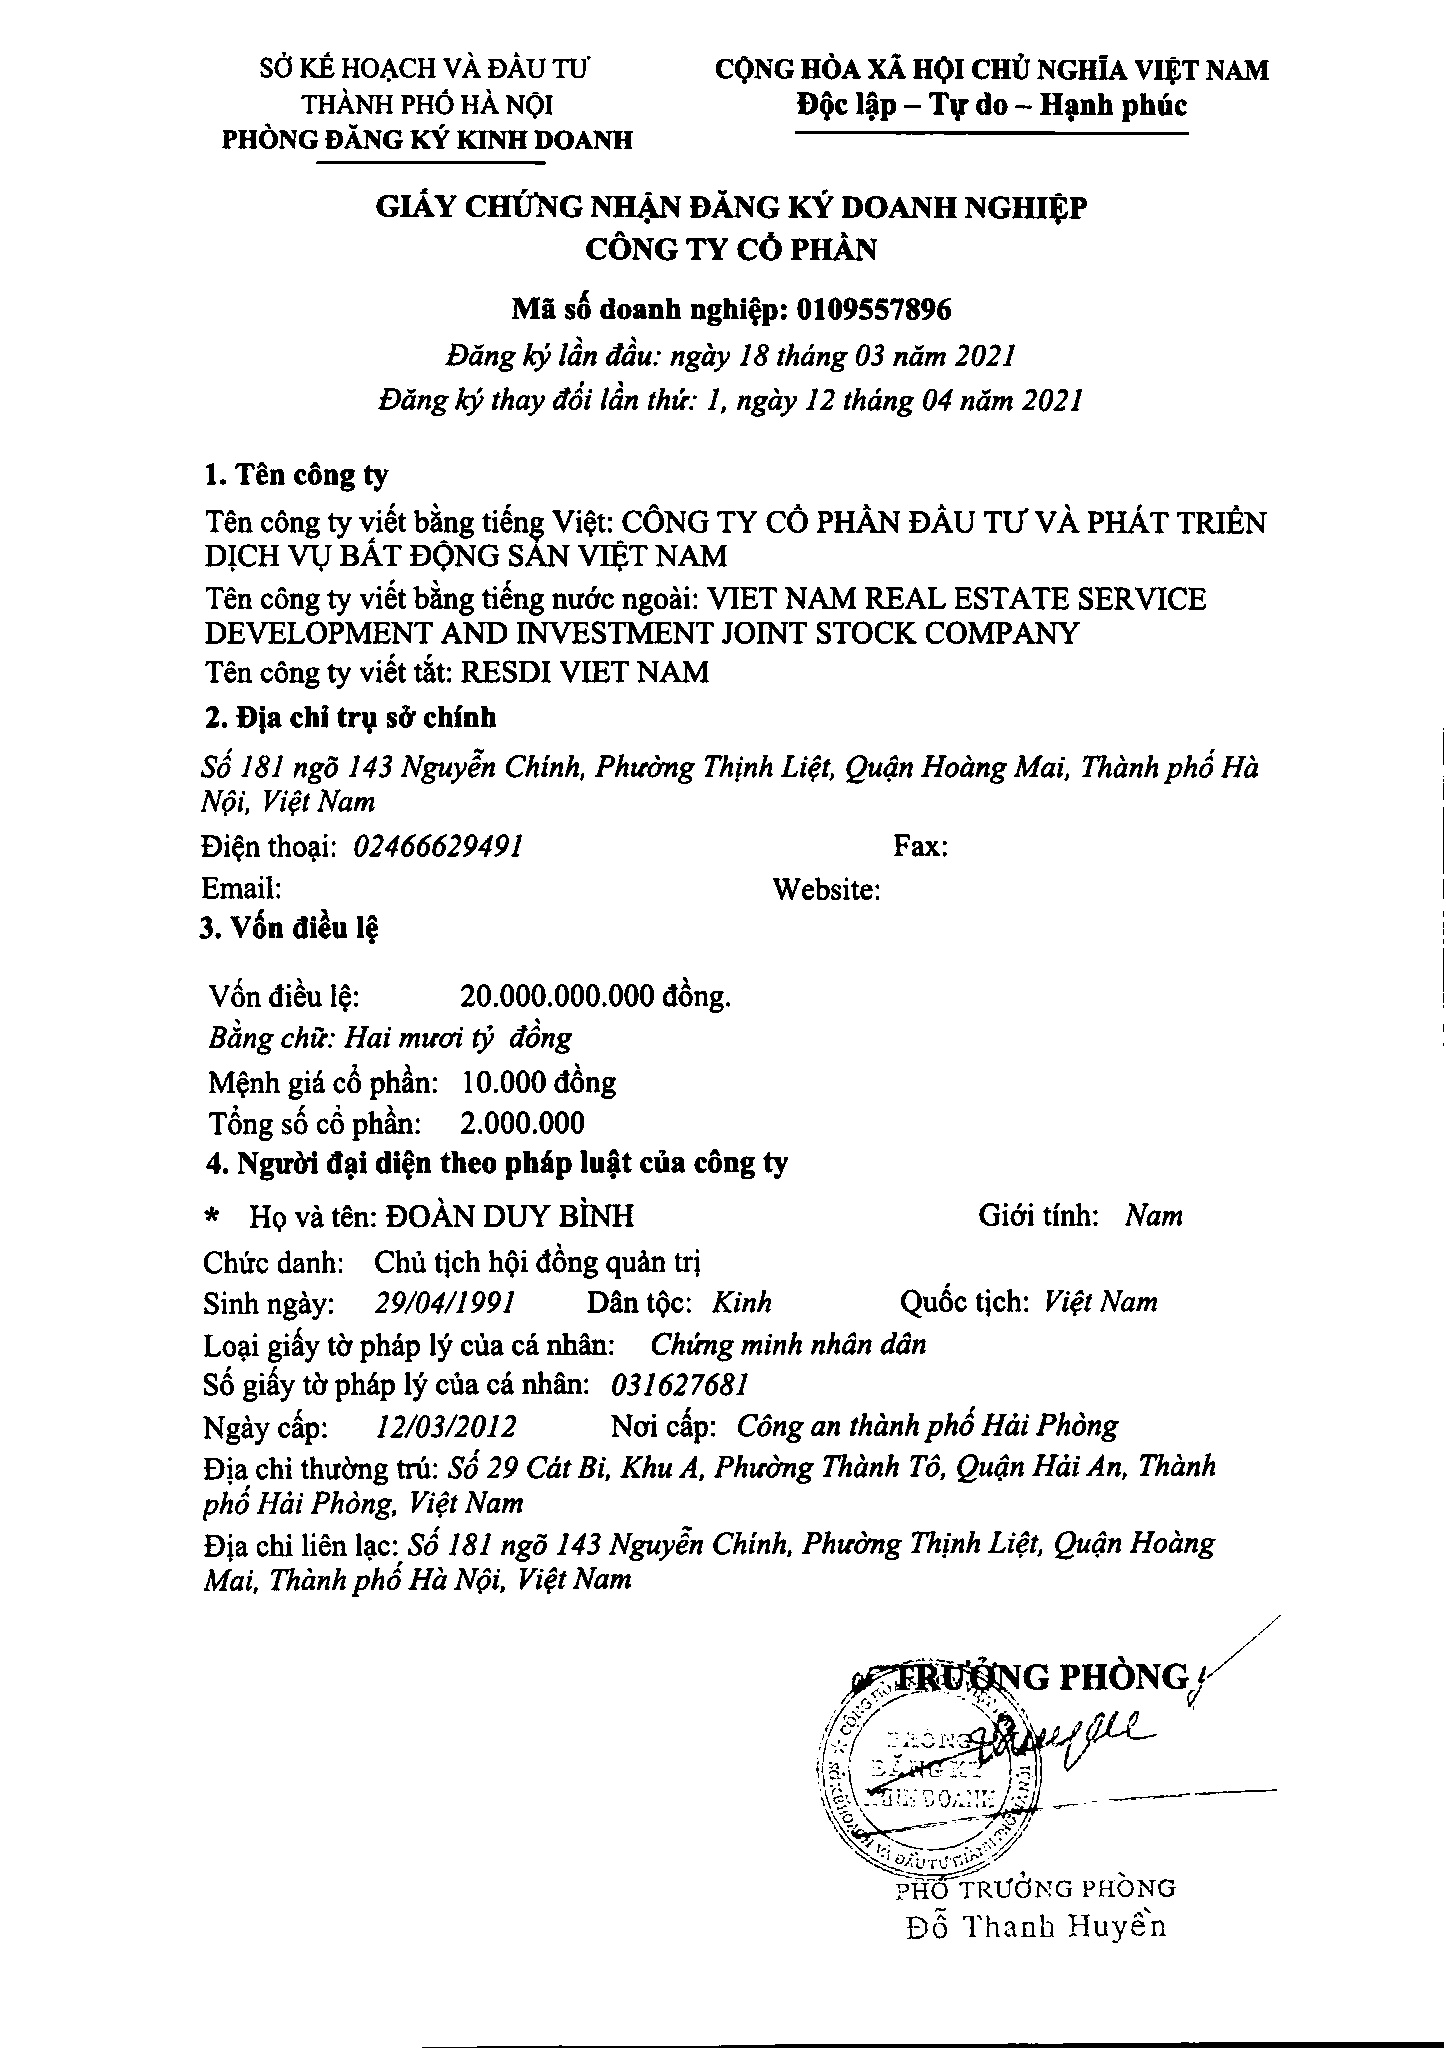 SỞ KẾ HOẠCH VÀ ĐẦU TƯ
THÀNH PHỐ HÀ NỘI
PHÒNG ĐĂNG KÝ KINH DOANH
CỘNG HÒA XÃ HỘI CHỦ NGHĨA VIỆT NAM
Độc lập – Tự do – Hạnh phúc
GIẤY CHỨNG NHẬN ĐĂNG KÝ DOANH NGHIỆP
CÔNG TY CỔ PHẦN
Mã số doanh nghiệp: 0109557896
Đăng ký lần đầu: ngày 18 tháng 03 năm 2021
Đăng ký thay đổi lần thứ: 1, ngày 12 tháng 04 năm 2021
1. Tên công ty
Tên công ty viết bằng tiếng Việt: CÔNG TY CỔ PHẦN ĐẦU TƯ VÀ PHÁT TRIỂN
DỊCH VỤ BẤT ĐỘNG SẢN VIỆT NAM
Tên công ty viết bằng tiếng nước ngoài: VIET NAM REAL ESTATE SERVICE
DEVELOPMENT AND INVESTMENT JOINT STOCK COMPANY
Tên công ty viết tắt: RESDI VIET NAM
2. Địa chỉ trụ sở chính
Số 181 ngõ 143 Nguyễn Chính, Phường Thịnh Liệt, Quận Hoàng Mai, Thành phố Hà
Nội, Việt Nam
Điện thoại: 02466629491 Fax:
Email: Website:
3. Vốn điều lệ
Vốn điều lệ: 20.000.000.000 đồng.
Bằng chữ: Hai mươi tỷ đồng
Mệnh giá cổ phần: 10.000 đồng
Tổng số cổ phần: 2.000.000
4. Người đại diện theo pháp luật của công ty
* Họ và tên: ĐOÀN DUY BÌNH Giới tính: Nam
Chức danh: Chủ tịch hội đồng quản trị
Sinh ngày: 29/04/1991 Dân tộc: Kinh Quốc tịch: Việt Nam
Loại giấy tờ pháp lý của cá nhân: Chứng minh nhân dân
Số giấy tờ pháp lý của cá nhân: 031627681
Ngày cấp: 12/03/2012 Nơi cấp: Công an thành phố Hải Phòng
Địa chỉ thường trú: Số 29 Cát Bi, Khu A, Phường Thành Tô, Quận Hải An, Thành
phố Hải Phòng, Việt Nam
Địa chỉ liên lạc: Số 181 ngõ 143 Nguyễn Chính, Phường Thịnh Liệt, Quận Hoàng
Mai, Thành phố Hà Nội, Việt Nam
TRƯỞNG PHÒNG
PHÒNG
ĐĂNG KÝ
KINH DOANH
PHÓ TRƯỞNG PHÒNG
Đỗ Thanh Huyền